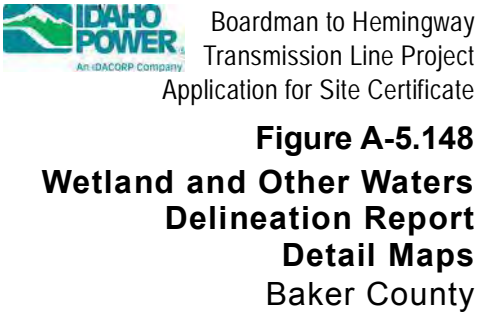 IDAHO
POWER®
An IDACORP Company
Boardman to Hemingway
Transmission Line Project
Application for Site Certificate
Figure A-5.148
Wetland and Other Waters
Delineation Report
Detail Maps
Baker County